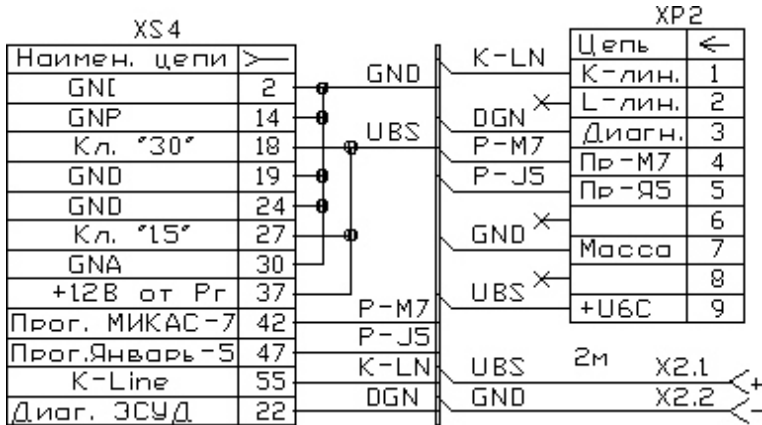 XS4
Наимен. цепи
GND 2
GNP 14
Кл. "30" 18
GND 19
GND 24
Кл. "15" 27
GNA 30
+12В от Рг 37
Прог. МИКАС-7 42
Прог.Январь-5 47
K-Line 55
Диаг. ЭСУД 22
GND
UBS
P-M7
P-J5
K-LN
DGN
K-LN
DGN
P-M7
P-J5
GND
UBS
UBS 2м X2.1 +
GND X2.2 -
XP2
Цепь
К-лин. 1
L-лин. 2
Диагн. 3
Пр-М7 4
Пр-Я5 5
6
Масса 7
8
+UБС 9